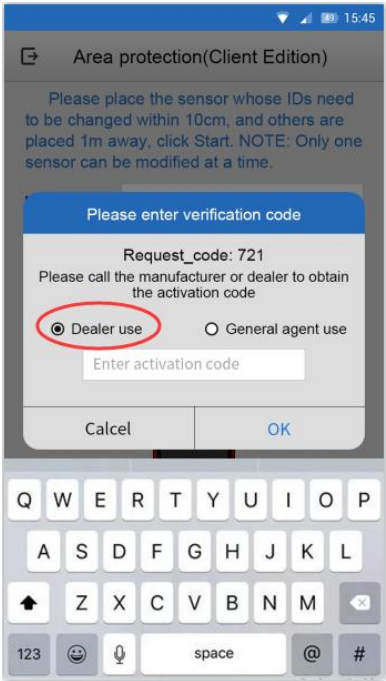 49 15:45
Area protection(Client Edition)
Please place the sensor whose IDs need
to be changed within 10cm, and others are
placed 1m away, click Start. NOTE: Only one
sensor can be modified at a time.
Please enter verification code
Request_code: 721
Please call the manufacturer or dealer to obtain
the activation code
Dealer use General agent use
Enter activation code
Calcel OK
Q W E R T Y U I O P
A S D F G H J K L
Z X C V B N M
123 space @ #